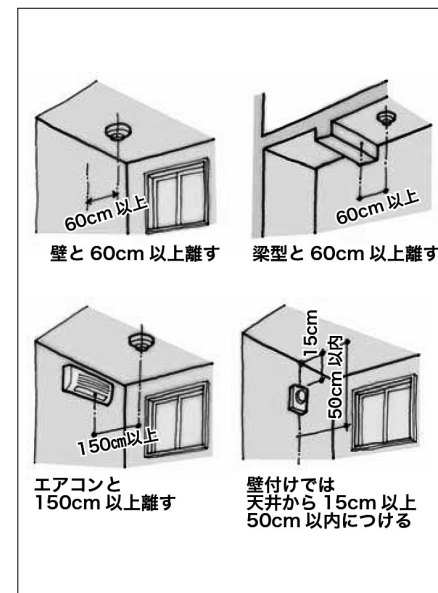 60cm 以上
壁と 60cm 以上離す
60cm 以上
梁型と 60cm 以上離す
150cm以上
エアコンと
150cm 以上離す
15cm
50cm 以内
壁付けでは
天井から 15cm 以上
50cm 以内につける